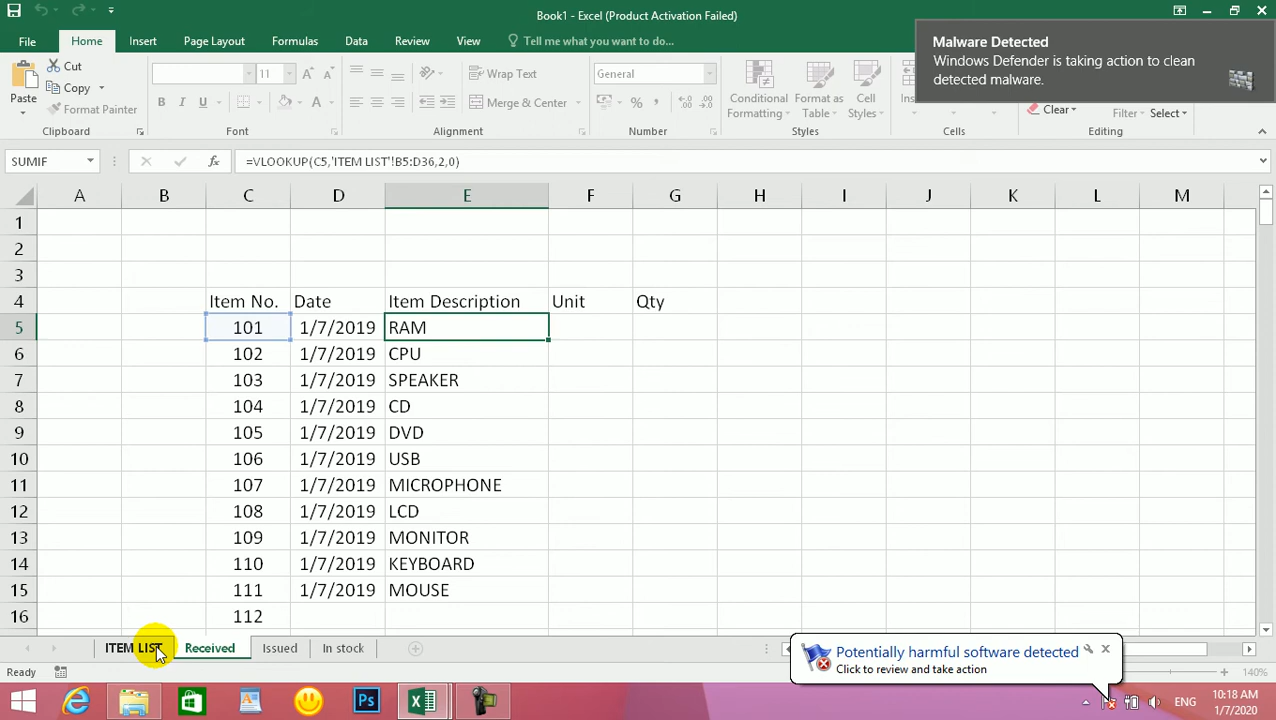 Book1 - Excel (Product Activation Failed)
File Home Insert Page Layout Formulas Data Review View Tell me what you want to do...
Malware Detected
Windows Defender is taking action to clean
detected malware.
Paste
Cut
Copy
Format Painter
Clipboard
11
B I U
A
Font
Wrap Text
Merge & Center
Alignment
General
%
Number
Conditional
Formatting
Format as
Table
Cell
Styles
Styles
Cells
Clear
Filter Select
Editing
SUMIF
fx
=VLOOKUP(C5,'ITEM LIST'!B5:D36,2,0)
A B C D E F G H I J K L M
1
2
3
4 Item No. Date Item Description Unit Qty
5 101 1/7/2019 RAM
6 102 1/7/2019 CPU
7 103 1/7/2019 SPEAKER
8 104 1/7/2019 CD
9 105 1/7/2019 DVD
10 106 1/7/2019 USB
11 107 1/7/2019 MICROPHONE
12 108 1/7/2019 LCD
13 109 1/7/2019 MONITOR
14 110 1/7/2019 KEYBOARD
15 111 1/7/2019 MOUSE
16 112
ITEM LIST Received Issued In stock
Potentially harmful software detected
Click to review and take action
Ready
140%
Ps
ENG
10:18 AM
1/7/2020